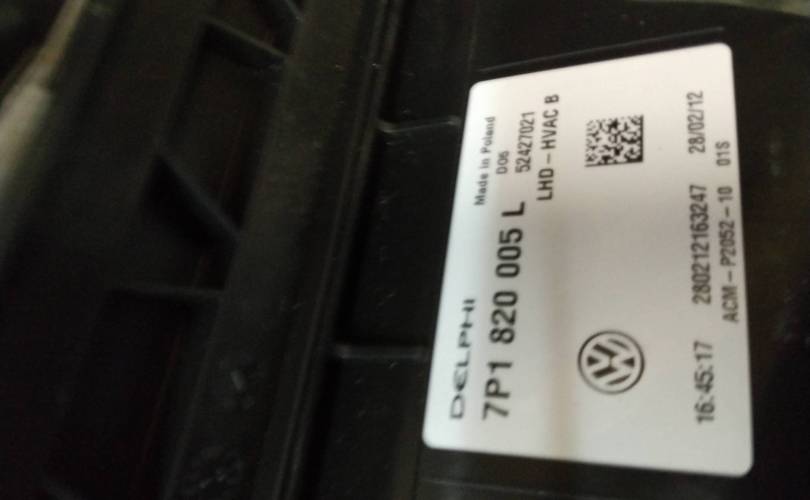 DELPHI Made in Poland
D06
7P1 820 005 L 52427021
LHD-HVAC B
16:45:17 280212163247 28/02/12
ACM-P2052-10 01S